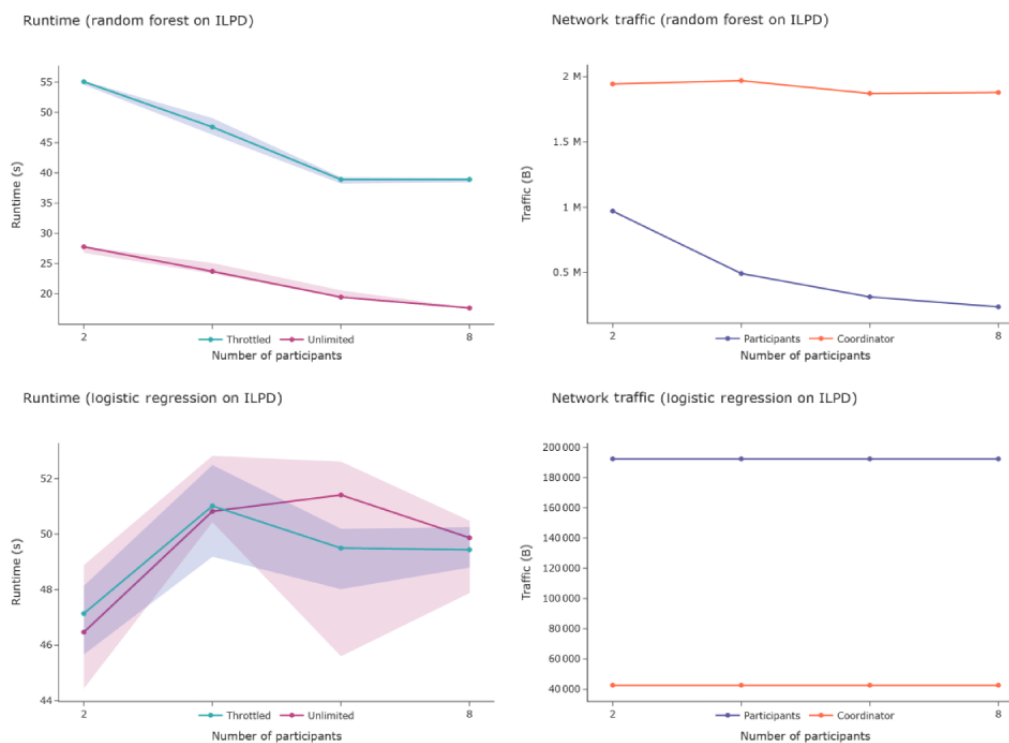 Runtime (random forest on ILPD)
55
50
45
40
35
30
25
20
Runtime (s)
2
8
Throttled
Unlimited
Number of participants
Network traffic (random forest on ILPD)
2 M
1.5 M
1 M
0.5 M
Traffic (B)
2
8
Participants
Coordinator
Number of participants
Runtime (logistic regression on ILPD)
52
50
48
46
44
Runtime (s)
2
8
Throttled
Unlimited
Number of participants
Network traffic (logistic regression on ILPD)
200 000
180 000
160 000
140 000
120 000
100 000
80 000
60 000
40 000
Traffic (B)
2
8
Participants
Coordinator
Number of participants